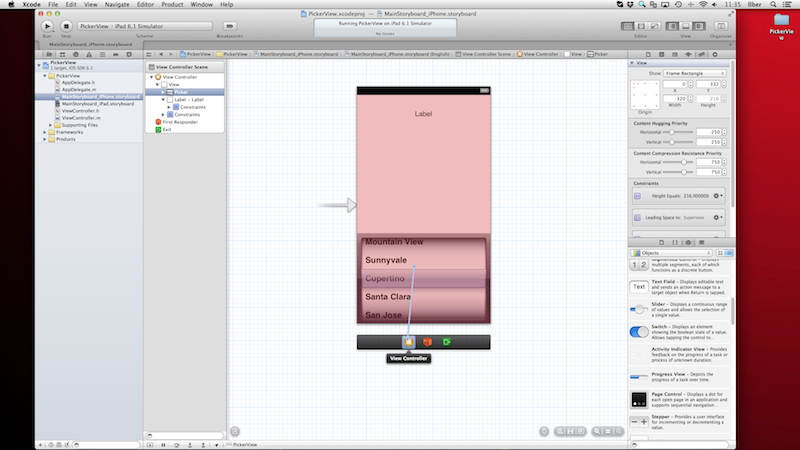 Xcode File Edit View Navigate Editor Product Window Help
11:35 Ilber
PickerView.xcodeproj — MainStoryboard_iPhone.storyboard
PickerView
w
PickerView iPad 6.1 Simulator
Running PickerView on iPad 6.1 Simulator
No Issues
Run Stop Scheme Breakpoints
Editor View Organizer
MainStoryboard_iPhone.storyboard
PickerView
1 target, iOS SDK 6.1
PickerView
AppDelegate.h
AppDelegate.m
MainStoryboard_iPhone.storyboard
MainStoryboard_iPad.storyboard
ViewController.h
ViewController.m
Supporting Files
Frameworks
Products
PickerView MainStoryboard_iPhone.storyboard MainStoryboard_iPhone.storyboard (English) View Controller Scene View Controller View Picker
View Controller Scene
View Controller
View
Picker
Label - Label
Constraints
Constraints
First Responder
Exit
Label
Mountain View
Sunnyvale
Cupertino
Santa Clara
San Jose
View Controller
PickerView
View
Show Frame Rectangle
0 332
X Y
320 216
Width Height
Origin
Content Hugging Priority
Horizontal 250
Vertical 250
Content Compression Resistance Priority
Horizontal 750
Vertical 750
Constraints
Height Equals: 216.000000
Leading Space to: Superview
Objects
1 2
multiple segments, each of which
functions as a discrete button.
Text
Text Field - Displays editable text
and sends an action message to a
target object when Return is tapped.
Slider - Displays a continuous range
of values and allows the selection of
a single value.
Switch - Displays an element
showing the boolean state of a value.
Allows tapping the control to...
Activity Indicator View - Provides
feedback on the progress of a task or
process of unknown duration.
Progress View - Depicts the
progress of a task over time.
Page Control - Displays a dot for
each open page in an application and
supports sequential navigation...
Stepper - Provides a user interface
for incrementing or decrementing a
value.